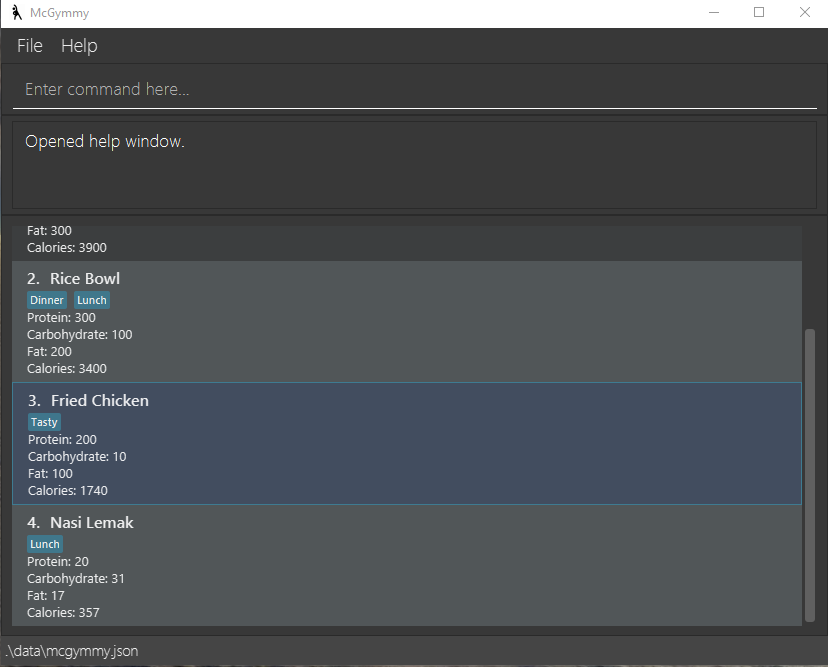 McGymmy
File Help
Enter command here...
Opened help window.
Fat: 300
Calories: 3900
2. Rice Bowl
Dinner Lunch
Protein: 300
Carbohydrate: 100
Fat: 200
Calories: 3400
3. Fried Chicken
Tasty
Protein: 200
Carbohydrate: 10
Fat: 100
Calories: 1740
4. Nasi Lemak
Lunch
Protein: 20
Carbohydrate: 31
Fat: 17
Calories: 357
.\data\mcgymmy.json